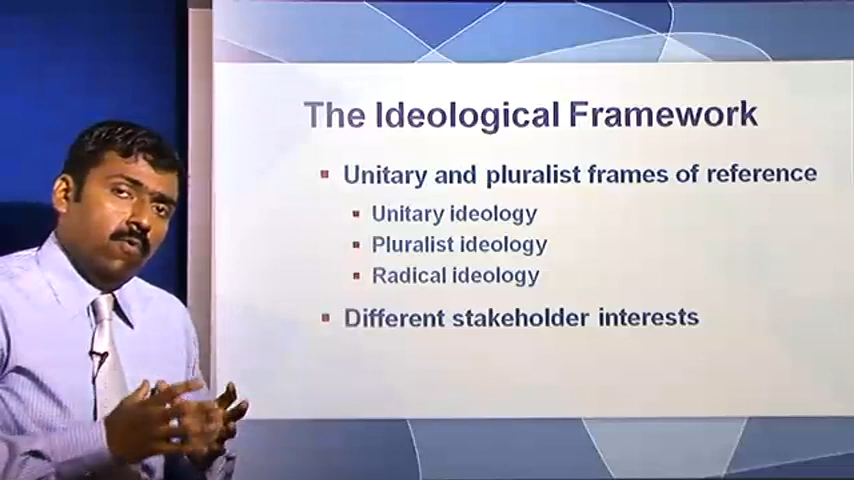 The Ideological Framework
Unitary and pluralist frames of reference
Unitary ideology
Pluralist ideology
Radical ideology
Different stakeholder interests